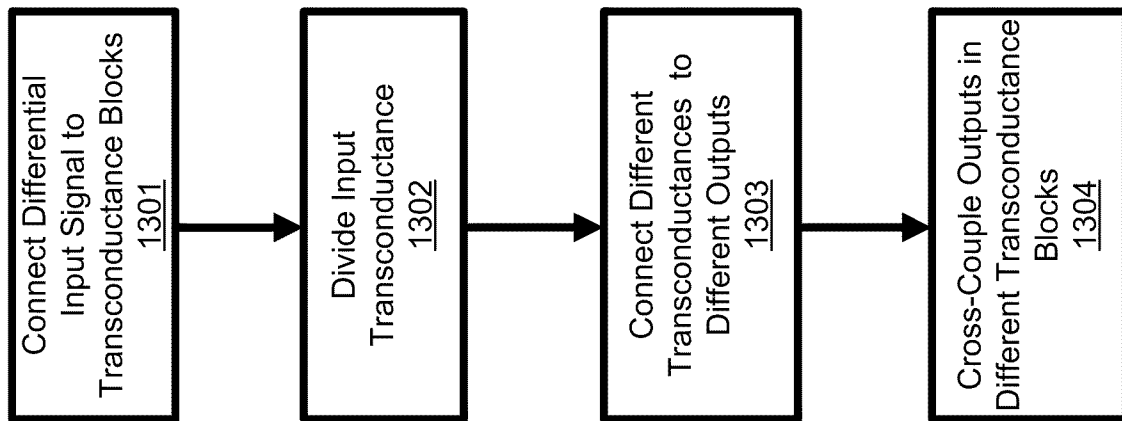 Connect Differential
Input Signal to
Transconductance Blocks
1301
Divide Input
Transconductance
1302
Connect Different
Transconductances to
Different Outputs
1303
Cross-Couple Outputs in
Different Transconductance
Blocks
1304